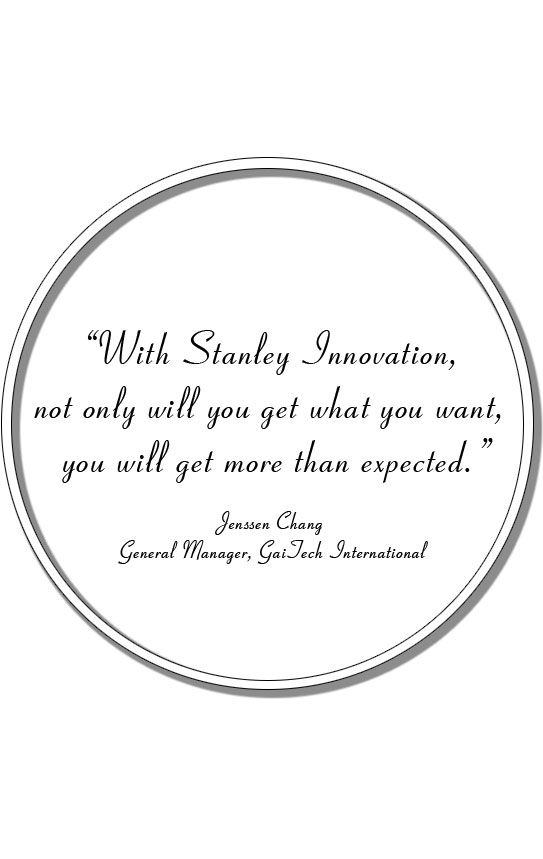 “With Stanley Innovation,
not only will you get what you want,
you will get more than expected.”
Jenssen Chang
General Manager, GaiTech International